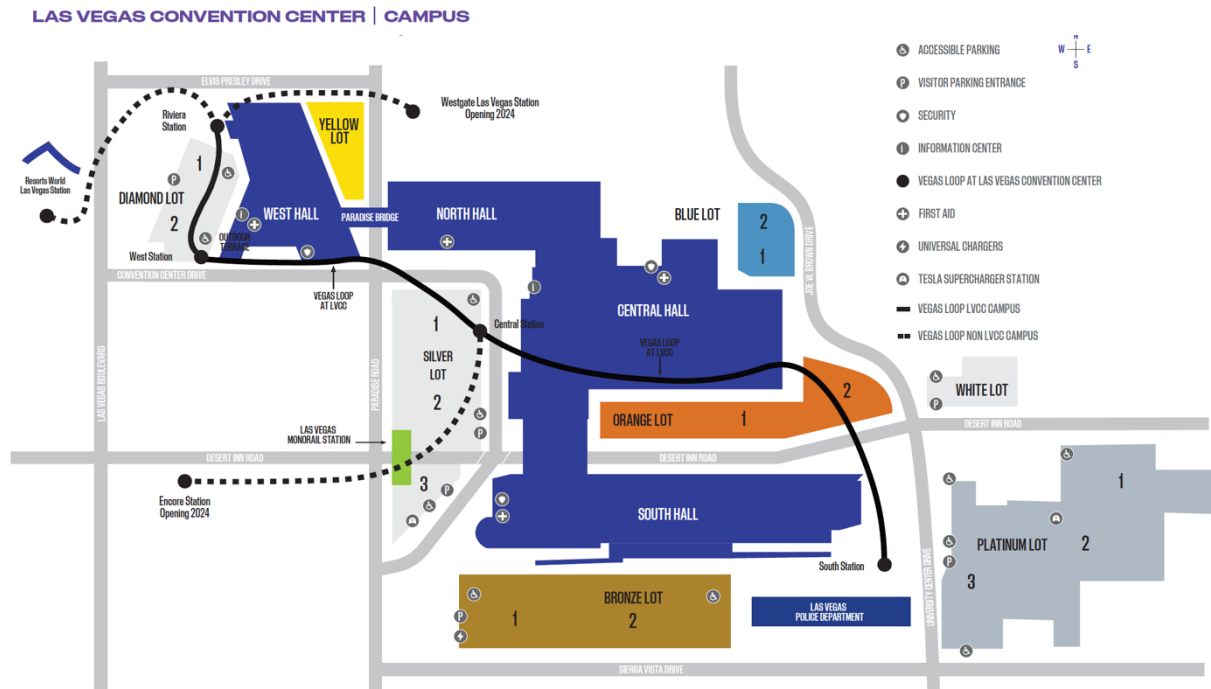 LAS VEGAS CONVENTION CENTER | CAMPUS
ELVIS PRESLEY DRIVE
Riviera
Station
Westgate Las Vegas Station
Opening 2024
Resorts World
Las Vegas Station
YELLOW
LOT
1
DIAMOND LOT
2
WEST HALL
OUTDOOR
TERRACE
West Station
PARADISE BRIDGE
NORTH HALL
BLUE LOT
2
1
CONVENTION CENTER DRIVE
VEGAS LOOP
AT LVCC
Central Station
CENTRAL HALL
VEGAS LOOP
AT LVCC
JOE W. BROWN DRIVE
LAS VEGAS BOULEVARD
PARADISE ROAD
1
SILVER
LOT
2
3
LAS VEGAS
MONORAIL STATION
ORANGE LOT
1
2
DESERT INN ROAD
DESERT INN ROAD
DESERT INN ROAD
Encore Station
Opening 2024
SOUTH HALL
South Station
BRONZE LOT
1
2
LAS VEGAS
POLICE DEPARTMENT
UNIVERSITY CENTER DRIVE
SIERRA VISTA DRIVE
WHITE LOT
PLATINUM LOT
1
2
3
ACCESSIBLE PARKING
P VISITOR PARKING ENTRANCE
SECURITY
i INFORMATION CENTER
VEGAS LOOP AT LAS VEGAS CONVENTION CENTER
FIRST AID
UNIVERSAL CHARGERS
TESLA SUPERCHARGER STATION
VEGAS LOOP LVCC CAMPUS
VEGAS LOOP NON LVCC CAMPUS
N
W E
S
P
P
P
P
P
P
i
i